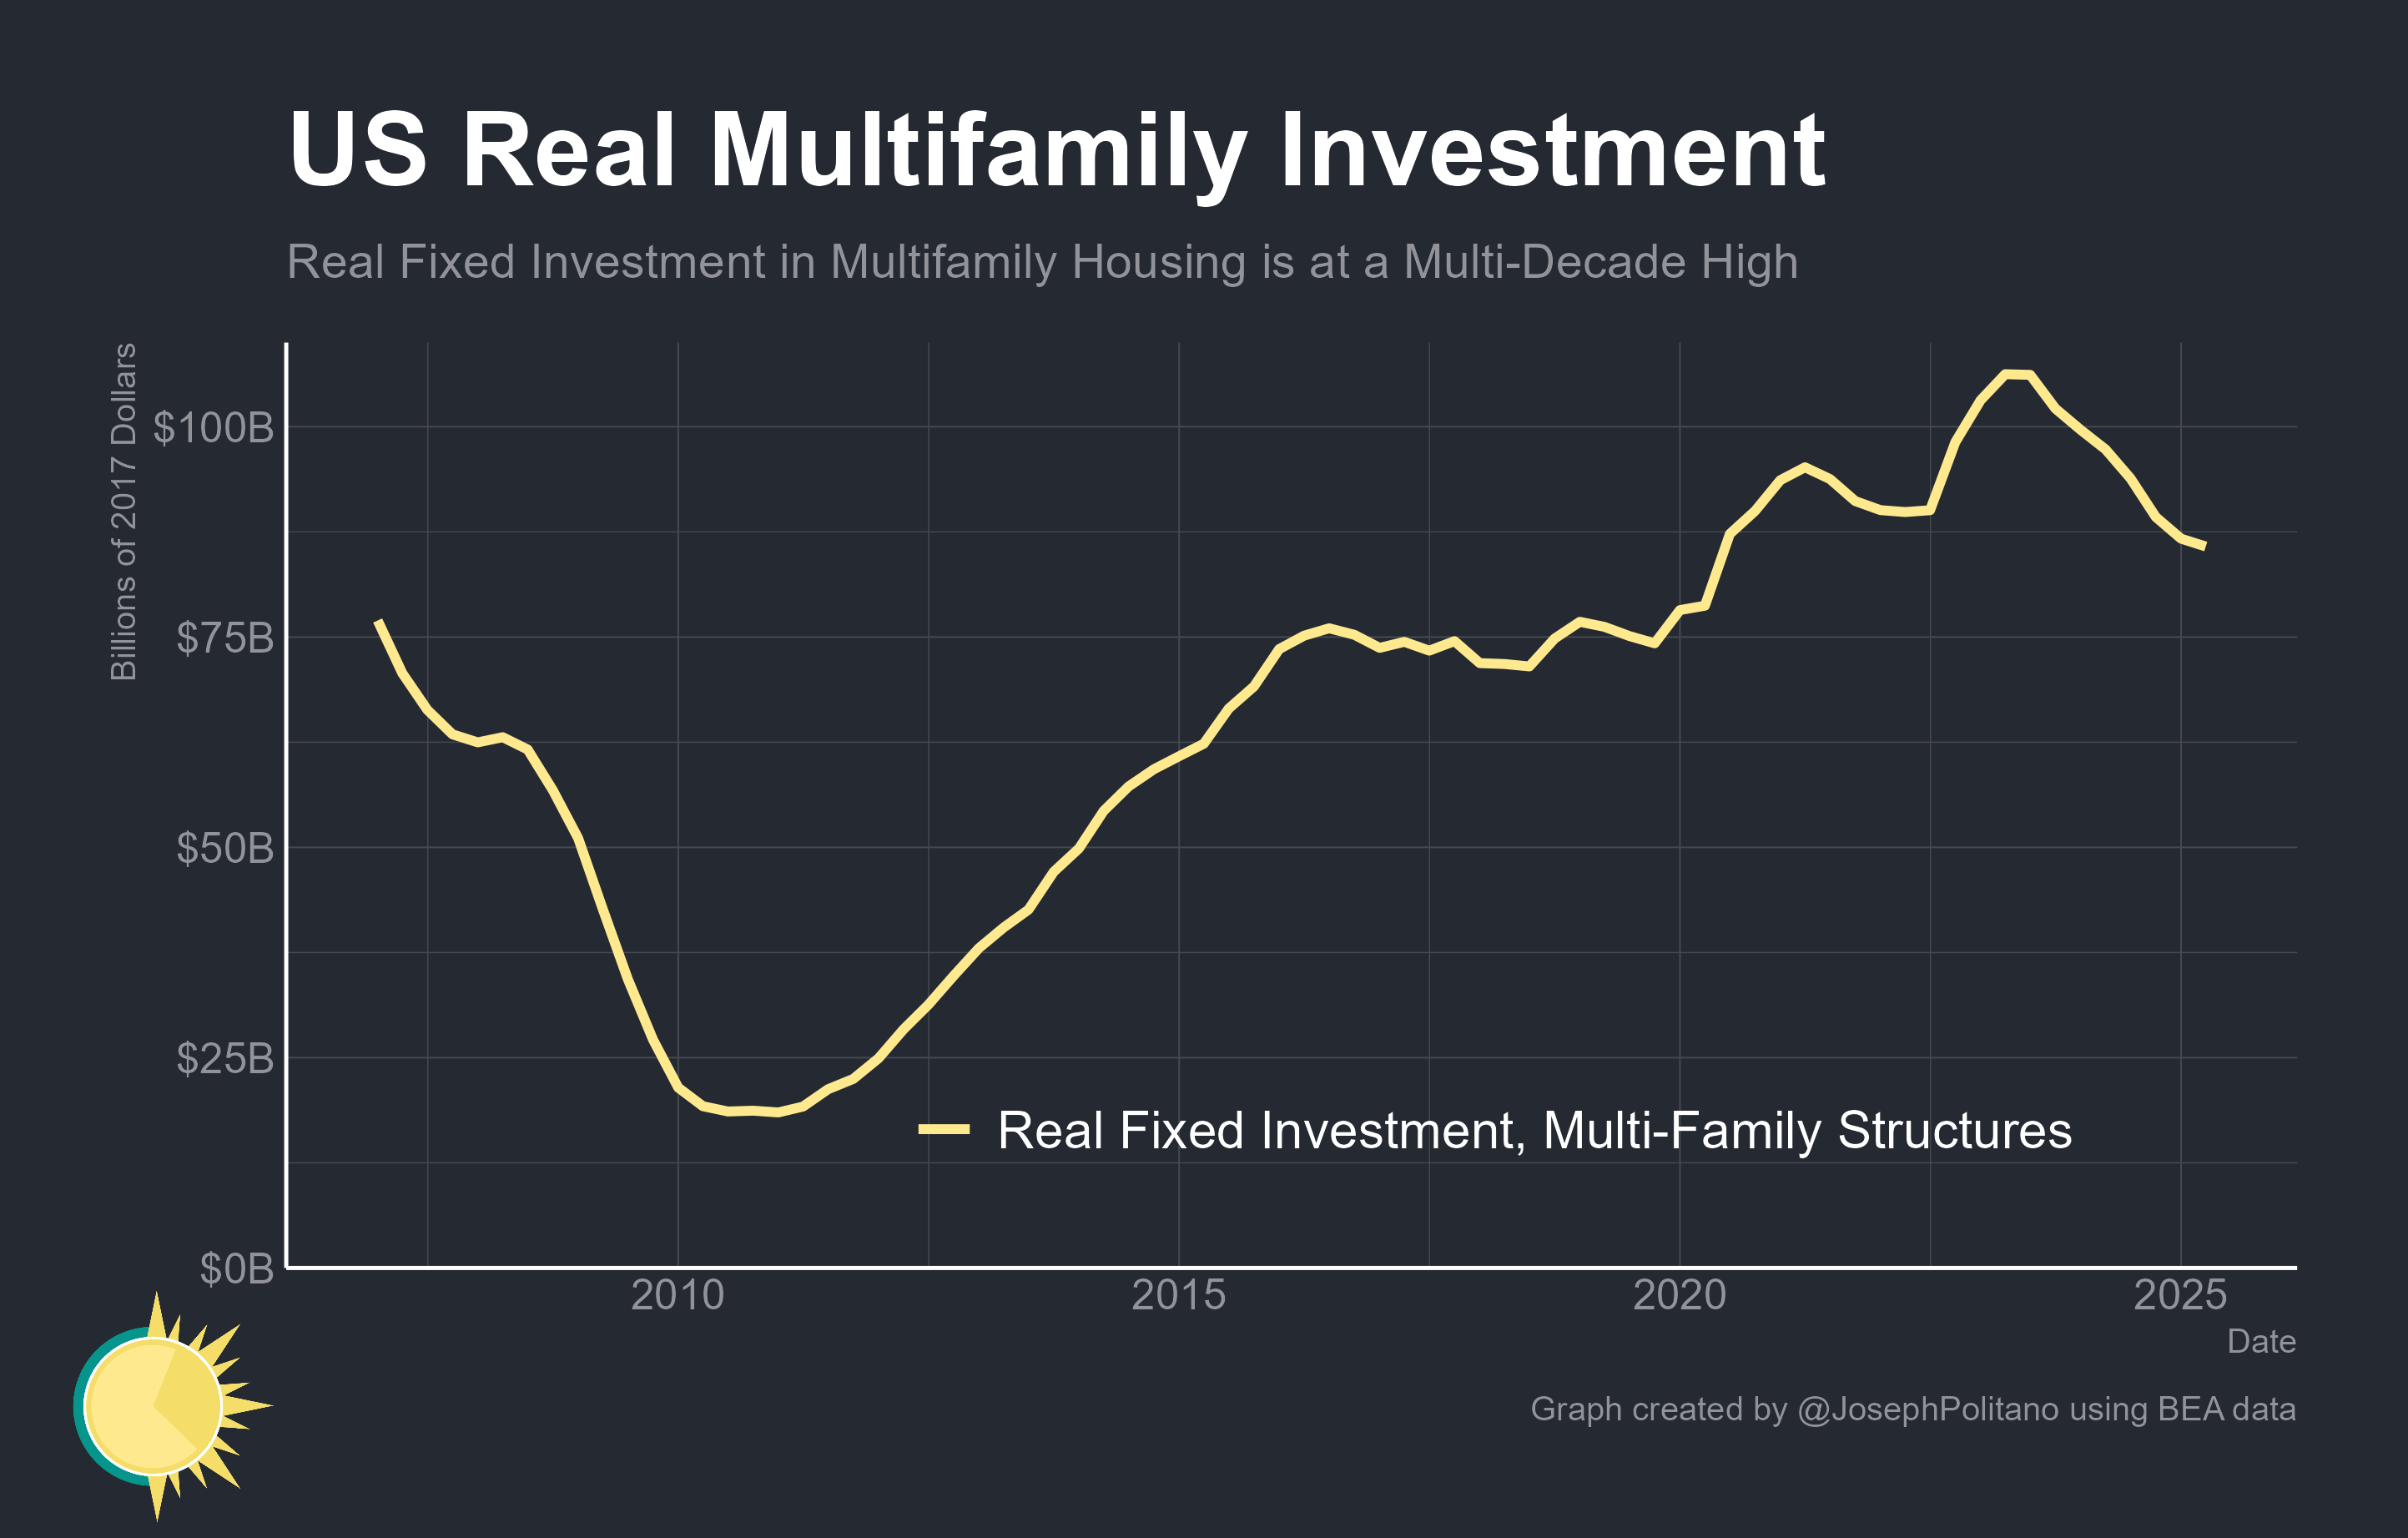 US Real Multifamily Investment
Real Fixed Investment in Multifamily Housing is at a Multi-Decade High
Billions of 2017 Dollars
$100B
$75B
$50B
$25B
$0B
Real Fixed Investment, Multi-Family Structures
2010 2015 2020 2025
Date
Graph created by @JosephPolitano using BEA data